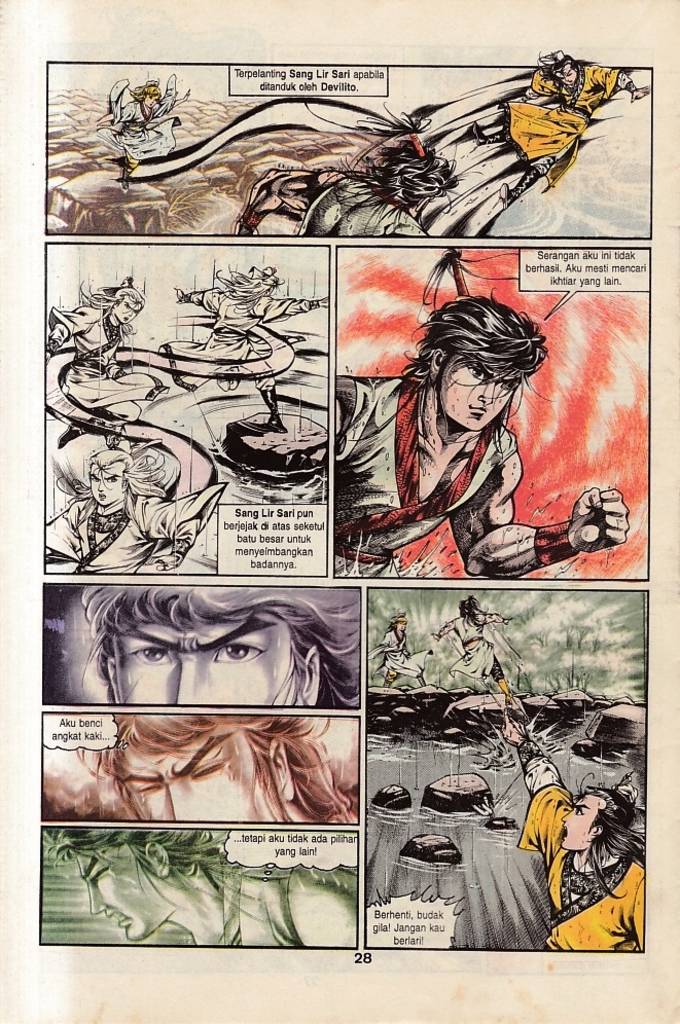 Terpelanting Sang Lir Sari apabila
ditanduk oleh Devilito.
Serangan aku ini tidak
berhasil. Aku mesti mencari
ikhtiar yang lain.
Sang Lir Sari pun
berjejak di atas seketul
batu besar untuk
menyeimbangkan
badannya.
Aku benci
angkat kaki...
...tetapi aku tidak ada pilihan
yang lain!
Berhenti, budak
gila! Jangan kau
berlari!
28